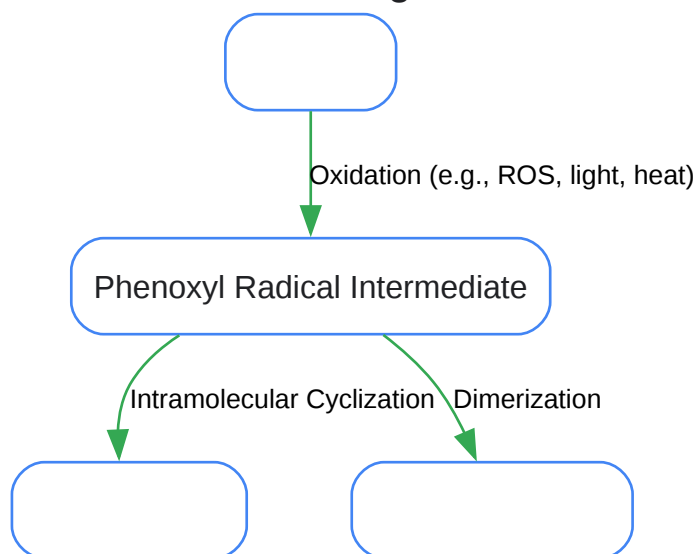 Oxidation (e.g., ROS, light, heat)
Phenoxyl Radical Intermediate
Intramolecular Cyclization
Dimerization